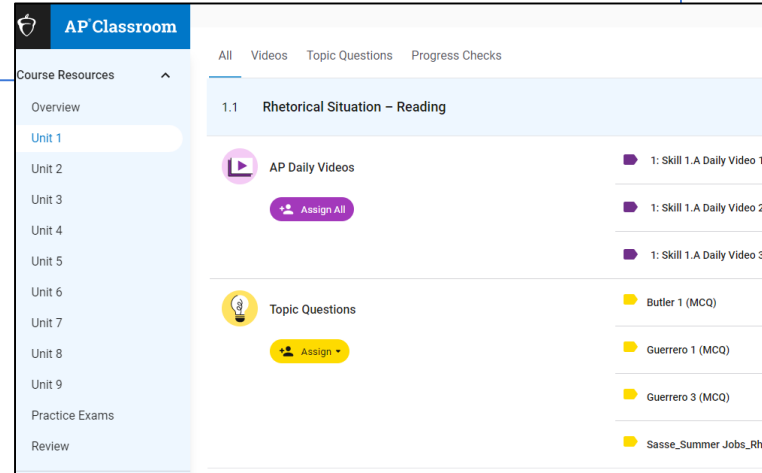 AP Classroom
Course Resources
Overview
Unit 1
Unit 2
Unit 3
Unit 4
Unit 5
Unit 6
Unit 7
Unit 8
Unit 9
Practice Exams
Review
All Videos Topic Questions Progress Checks
1.1 Rhetorical Situation – Reading
AP Daily Videos
Assign All
1: Skill 1.A Daily Video 1
1: Skill 1.A Daily Video 2
1: Skill 1.A Daily Video 3
Topic Questions
Assign
Butler 1 (MCQ)
Guerrero 1 (MCQ)
Guerrero 3 (MCQ)
Sasse_Summer Jobs_Rh